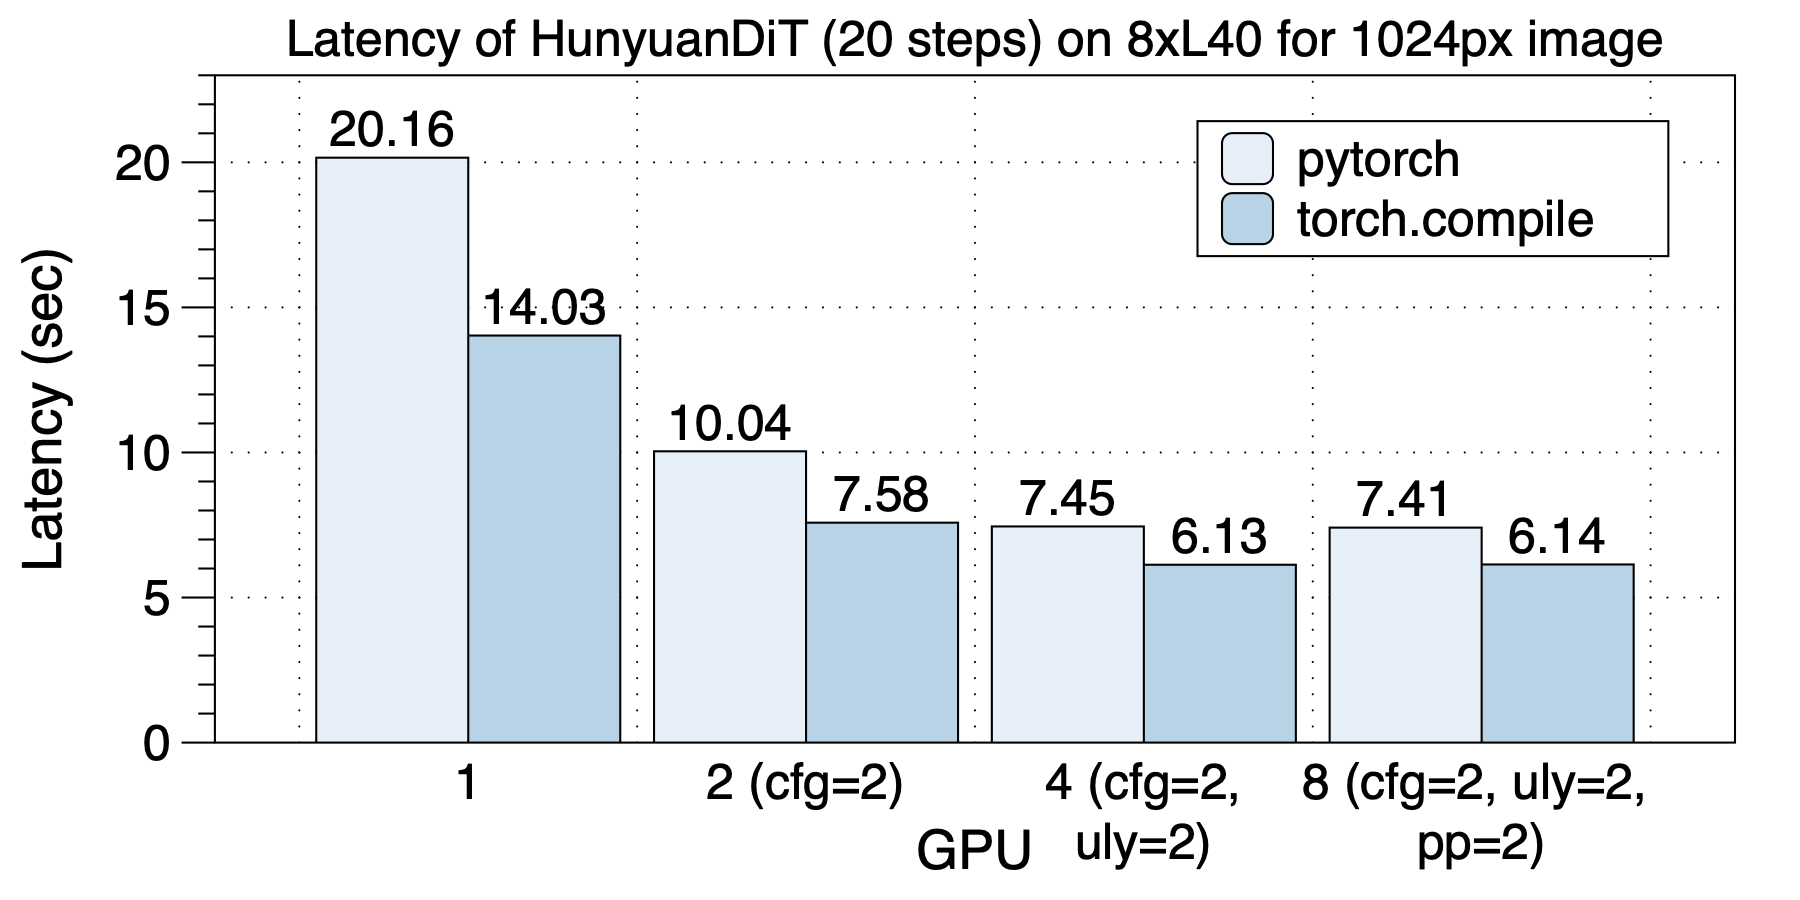 Latency of HunyuanDiT (20 steps) on 8xL40 for 1024px image
pytorch
torch.compile
Latency (sec)
20
15
10
5
0
20.16
14.03
10.04
7.58
7.45
6.13
7.41
6.14
1
2 (cfg=2)
4 (cfg=2,
uly=2)
8 (cfg=2, uly=2,
pp=2)
GPU